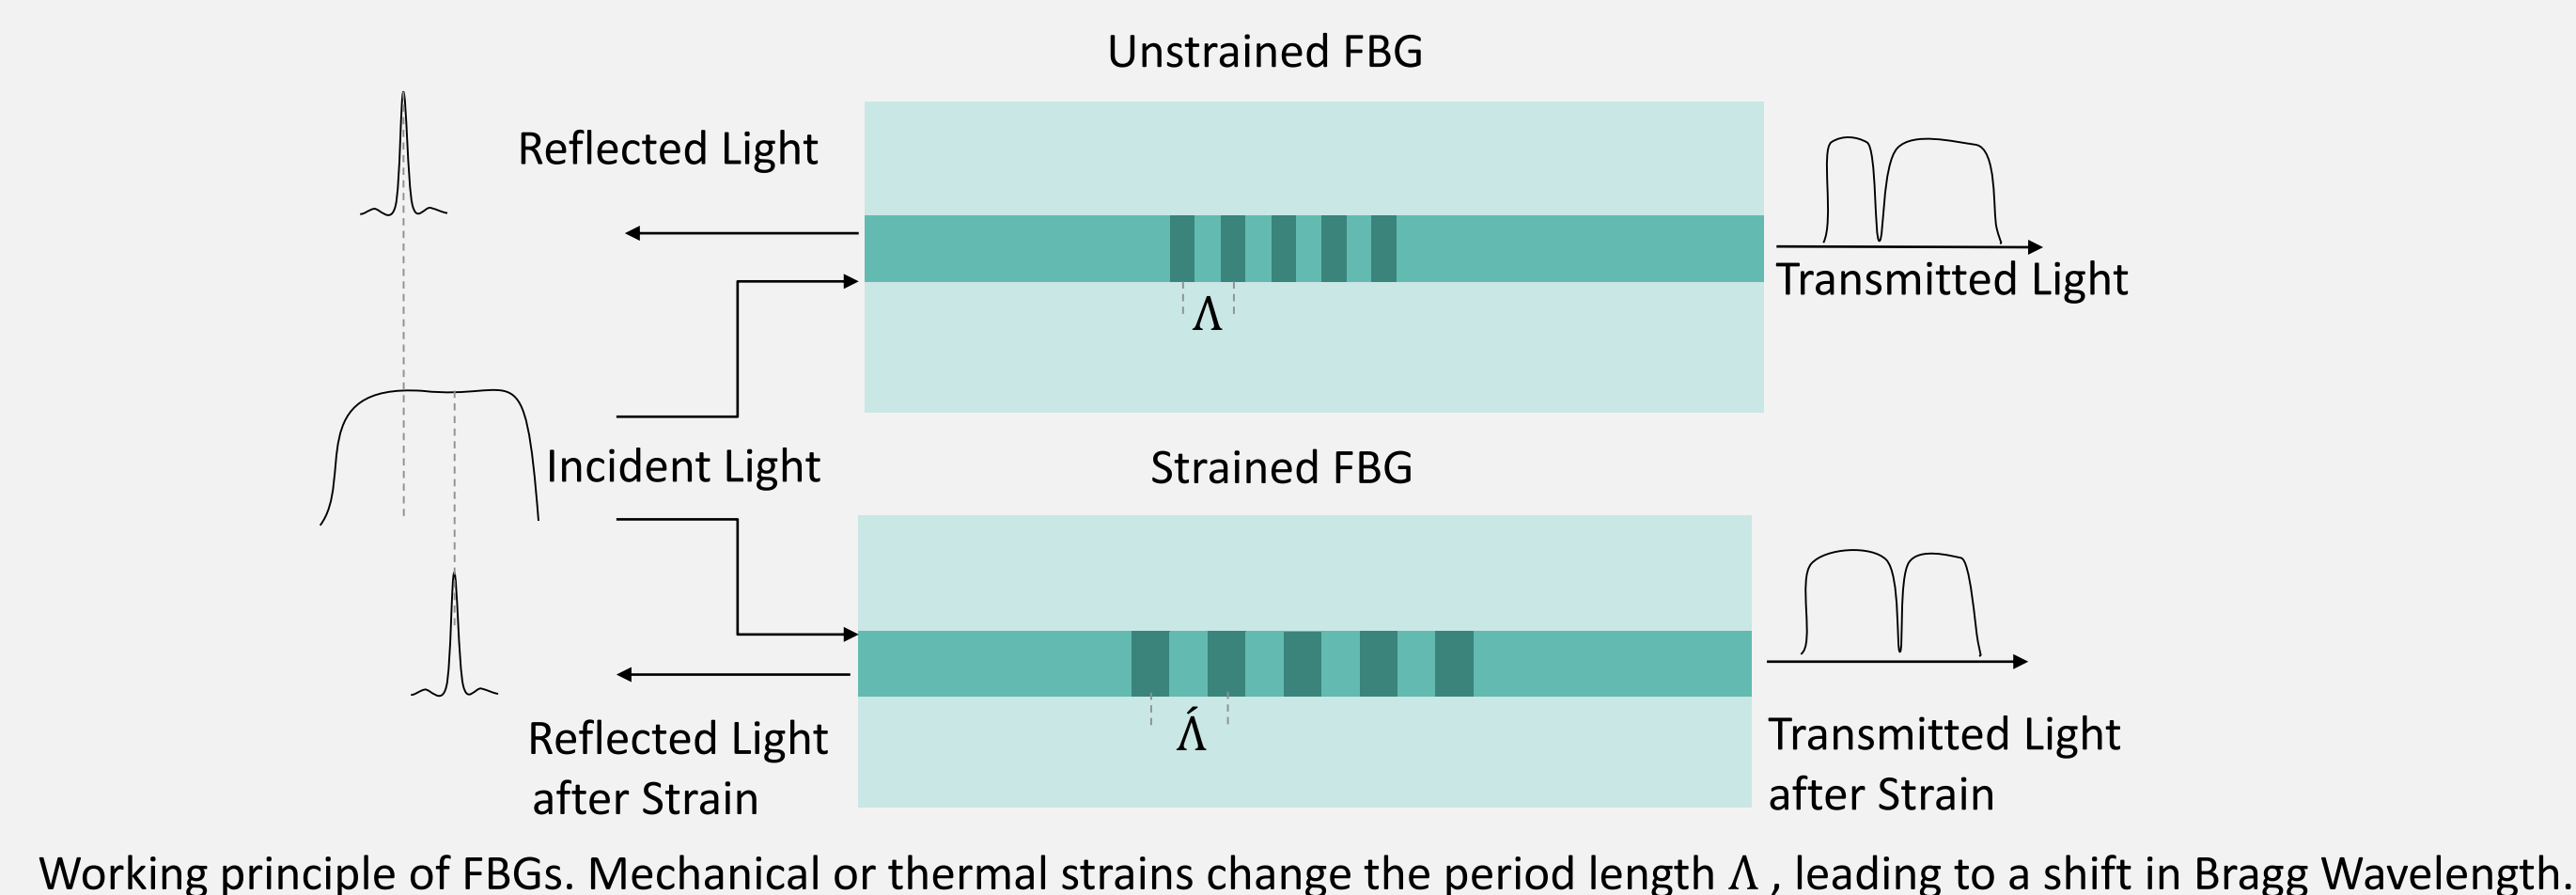 Unstrained FBG
Reflected Light
Transmitted Light
Λ
Incident Light
Strained FBG
Λ́
Reflected Light
after Strain
Transmitted Light
after Strain
Working principle of FBGs. Mechanical or thermal strains change the period length Λ , leading to a shift in Bragg Wavelength